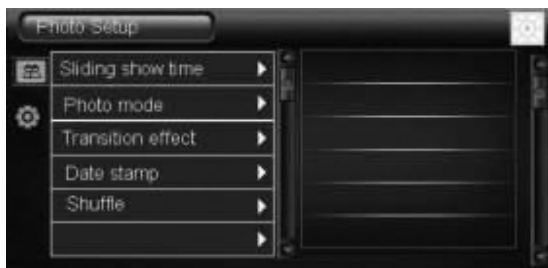 Photo Setup
Sliding show time
Photo mode
Transition effect
Date stamp
Shuffle